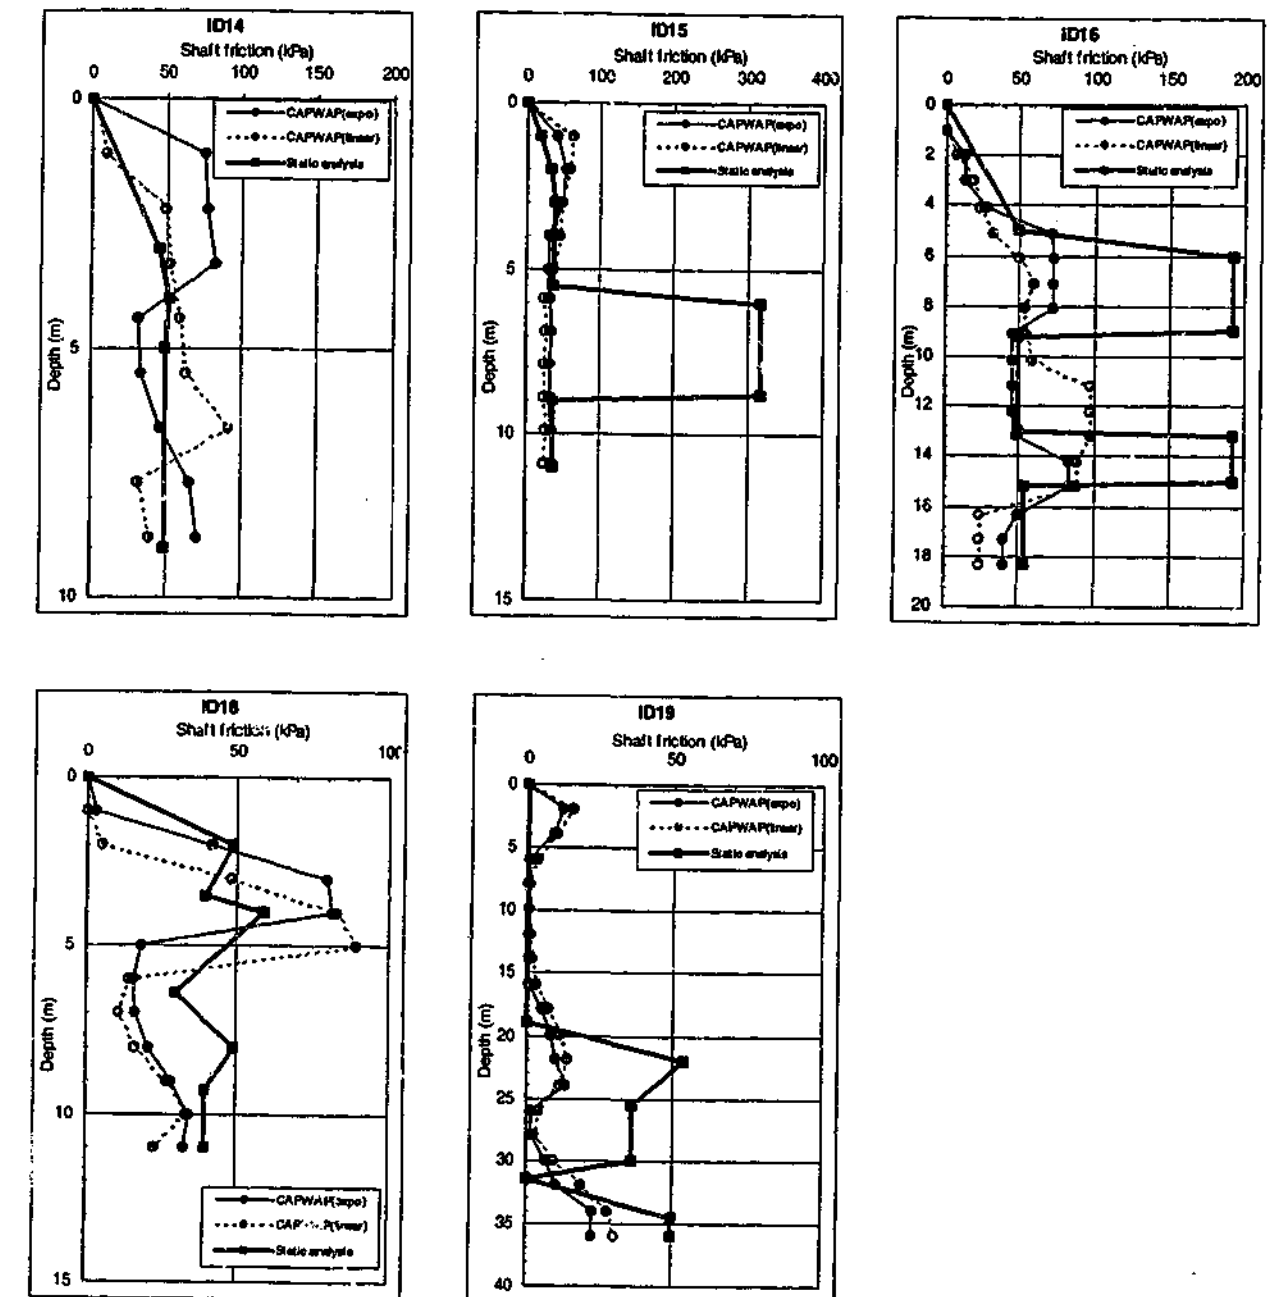 ID14
Shaft friction (kPa)
0 50 100 150 200
0
5
10
Depth (m)
CAPWAP(expo)
CAPWAP(linear)
Static analysis
ID15
Shaft friction (kPa)
0 100 200 300 400
0
5
10
15
Depth (m)
CAPWAP(expo)
CAPWAP(linear)
Static analysis
ID16
Shaft friction (kPa)
0 50 100 150 200
0
2
4
6
8
10
12
14
16
18
20
Depth (m)
CAPWAP(expo)
CAPWAP(linear)
Static analysis
ID18
Shaft friction (kPa)
0 50 100
0
5
10
15
Depth (m)
CAPWAP(expo)
Static analysis
ID19
Shaft friction (kPa)
0 50 100
0
5
10
15
20
25
30
35
40
Depth (m)
CAPWAP(expo)
CAPWAP(linear)
Static analysis